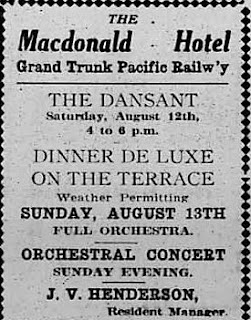 THE
Macdonald Hotel
Grand Trunk Pacific Railw'y
THE DANSANT
Saturday, August 12th,
4 to 6 p.m.
DINNER DE LUXE
ON THE TERRACE
Weather Permitting
SUNDAY, AUGUST 13TH
FULL ORCHESTRA.
ORCHESTRAL CONCERT
SUNDAY EVENING.
J. V. HENDERSON,
Resident Manager.